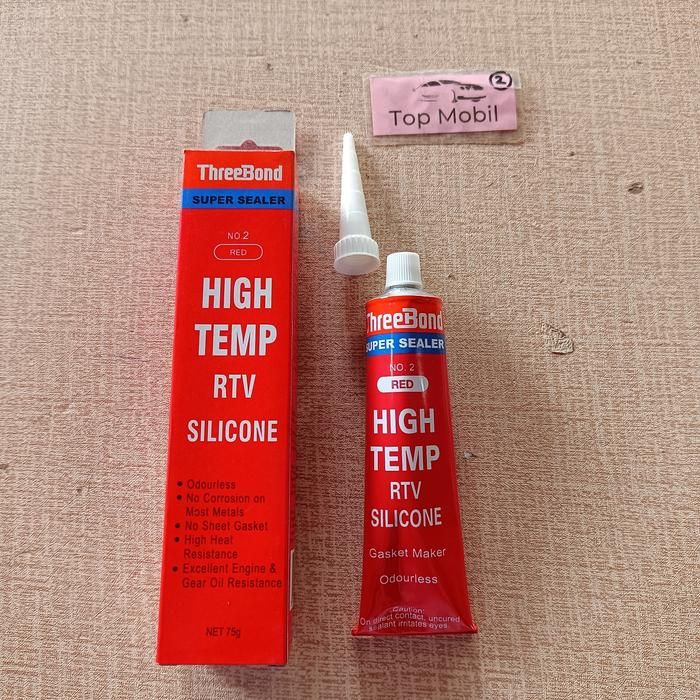 ThreeBond
SUPER SEALER
NO.2
RED
HIGH
TEMP
RTV
SILICONE
• Odourless
• No Corrosion on
Most Metals
• No Sheet Gasket
• High Heat
Resistance
• Excellent Engine &
Gear Oil Resistance
NET 75g
2
Top Mobil
ThreeBond
SUPER SEALER
NO. 2
RED
HIGH
TEMP
RTV
SILICONE
Gasket Maker
Odourless
Caution:
On direct contact, uncured
sealant irritates eyes.